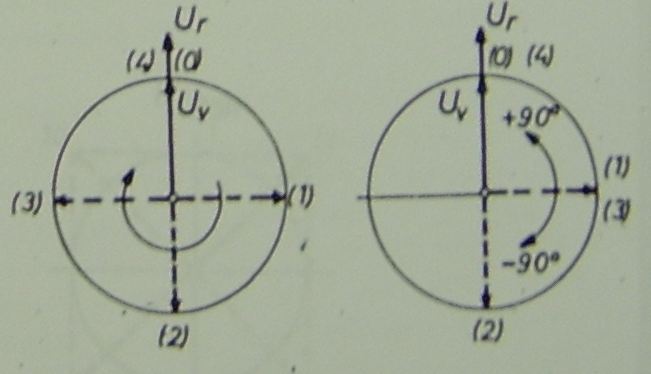 Ur
(4) (0)
Uv
(3)
(1)
(2)
Ur
(0) (4)
Uv
+90°
(1)
(3)
-90°
(2)